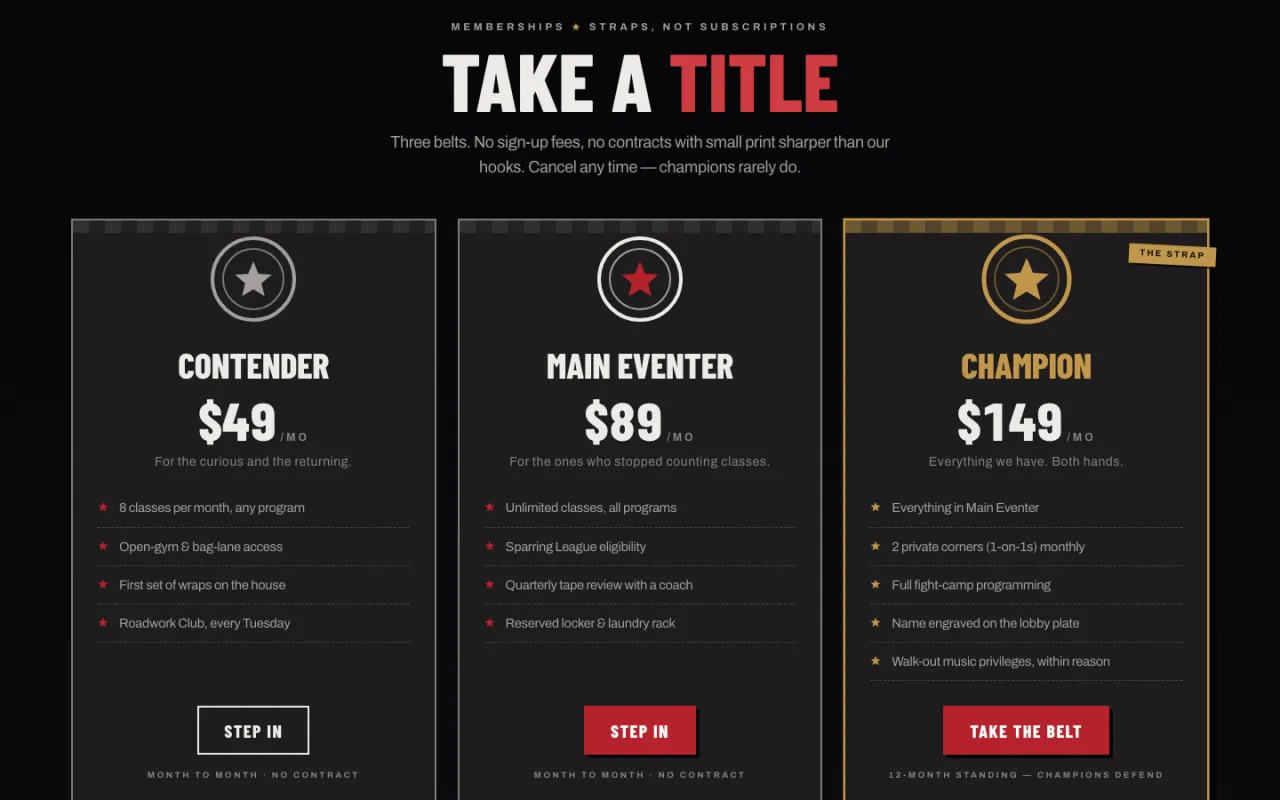 MEMBERSHIPS ★ STRAPS, NOT SUBSCRIPTIONS
TAKE A TITLE
Three belts. No sign-up fees, no contracts with small print sharper than our
hooks. Cancel any time — champions rarely do.
CONTENDER
$49 /MO
For the curious and the returning.
★ 8 classes per month, any program
★ Open-gym & bag-lane access
★ First set of wraps on the house
★ Roadwork Club, every Tuesday
STEP IN
MONTH TO MONTH · NO CONTRACT
MAIN EVENTER
$89 /MO
For the ones who stopped counting classes.
★ Unlimited classes, all programs
★ Sparring League eligibility
★ Quarterly tape review with a coach
★ Reserved locker & laundry rack
STEP IN
MONTH TO MONTH · NO CONTRACT
THE STRAP
CHAMPION
$149 /MO
Everything we have. Both hands.
★ Everything in Main Eventer
★ 2 private corners (1-on-1s) monthly
★ Full fight-camp programming
★ Name engraved on the lobby plate
★ Walk-out music privileges, within reason
TAKE THE BELT
12-MONTH STANDING — CHAMPIONS DEFEND